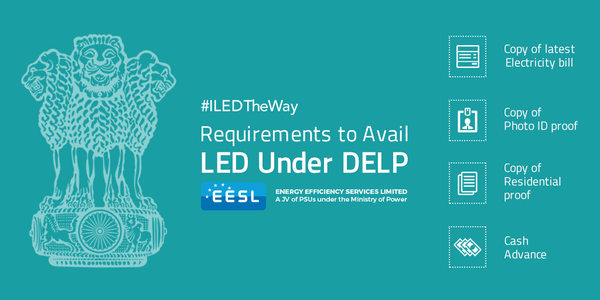 #ILEDTheWay
Requirements to Avail
LED Under DELP
EESL
ENERGY EFFICIENCY SERVICES LIMITED
A JV of PSUs under the Ministry of Power
Copy of latest
Electricity bill
Copy of
Photo ID proof
Copy of
Residential
proof
Cash
Advance